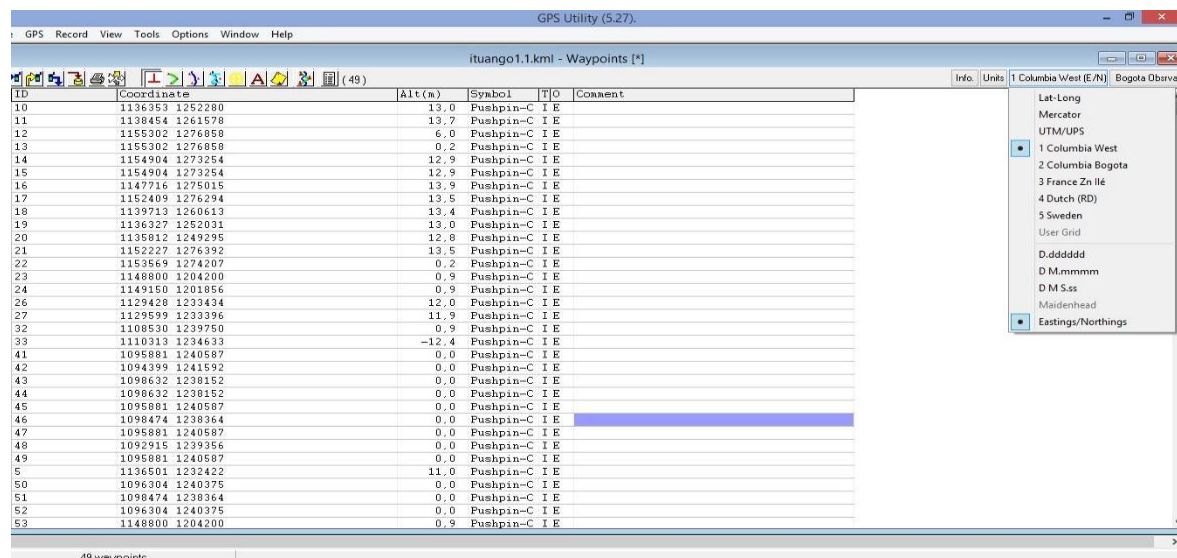 GPS Utility (5.27).
GPS Record View Tools Options Window Help
ituango1.1.kml - Waypoints [*]
(49) Info. Units 1 Columbia West (E/N) Bogota Obsrva
ID Coordinate Alt(m) Symbol T O Comment
10 1136353 1252280 13,0 Pushpin-C I E
11 1138454 1261578 13,7 Pushpin-C I E
12 1155302 1276858 6,0 Pushpin-C I E
13 1155302 1276858 0,2 Pushpin-C I E
14 1154904 1273254 12,9 Pushpin-C I E
15 1154904 1273254 12,9 Pushpin-C I E
16 1147716 1275015 13,9 Pushpin-C I E
17 1152409 1276294 13,5 Pushpin-C I E
18 1139713 1260613 13,4 Pushpin-C I E
19 1136327 1252031 13,0 Pushpin-C I E
20 1135812 1249295 12,8 Pushpin-C I E
21 1152227 1276392 13,5 Pushpin-C I E
22 1153569 1274207 0,2 Pushpin-C I E
23 1148800 1204200 0,9 Pushpin-C I E
24 1149150 1201856 0,9 Pushpin-C I E
26 1129428 1233434 12,0 Pushpin-C I E
27 1129599 1233396 11,9 Pushpin-C I E
32 1108530 1239750 0,9 Pushpin-C I E
33 1110313 1234633 -12,4 Pushpin-C I E
41 1095881 1240587 0,0 Pushpin-C I E
42 1094399 1241592 0,0 Pushpin-C I E
43 1098632 1238152 0,0 Pushpin-C I E
44 1098632 1238152 0,0 Pushpin-C I E
45 1095881 1240587 0,0 Pushpin-C I E
46 1098474 1238364 0,0 Pushpin-C I E
47 1095881 1240587 0,0 Pushpin-C I E
48 1092915 1239356 0,0 Pushpin-C I E
49 1095881 1240587 0,0 Pushpin-C I E
5 1136501 1232422 11,0 Pushpin-C I E
50 1096304 1240375 0,0 Pushpin-C I E
51 1098474 1238364 0,0 Pushpin-C I E
52 1096304 1240375 0,0 Pushpin-C I E
53 1148800 1204200 0,9 Pushpin-C I E
Lat-Long
Mercator
UTM/UPS
1 Columbia West
2 Columbia Bogota
3 France Zn IIé
4 Dutch (RD)
5 Sweden
User Grid
D.dddddd
D M.mmmm
D M S.ss
Maidenhead
Eastings/Northings
49 waypoints